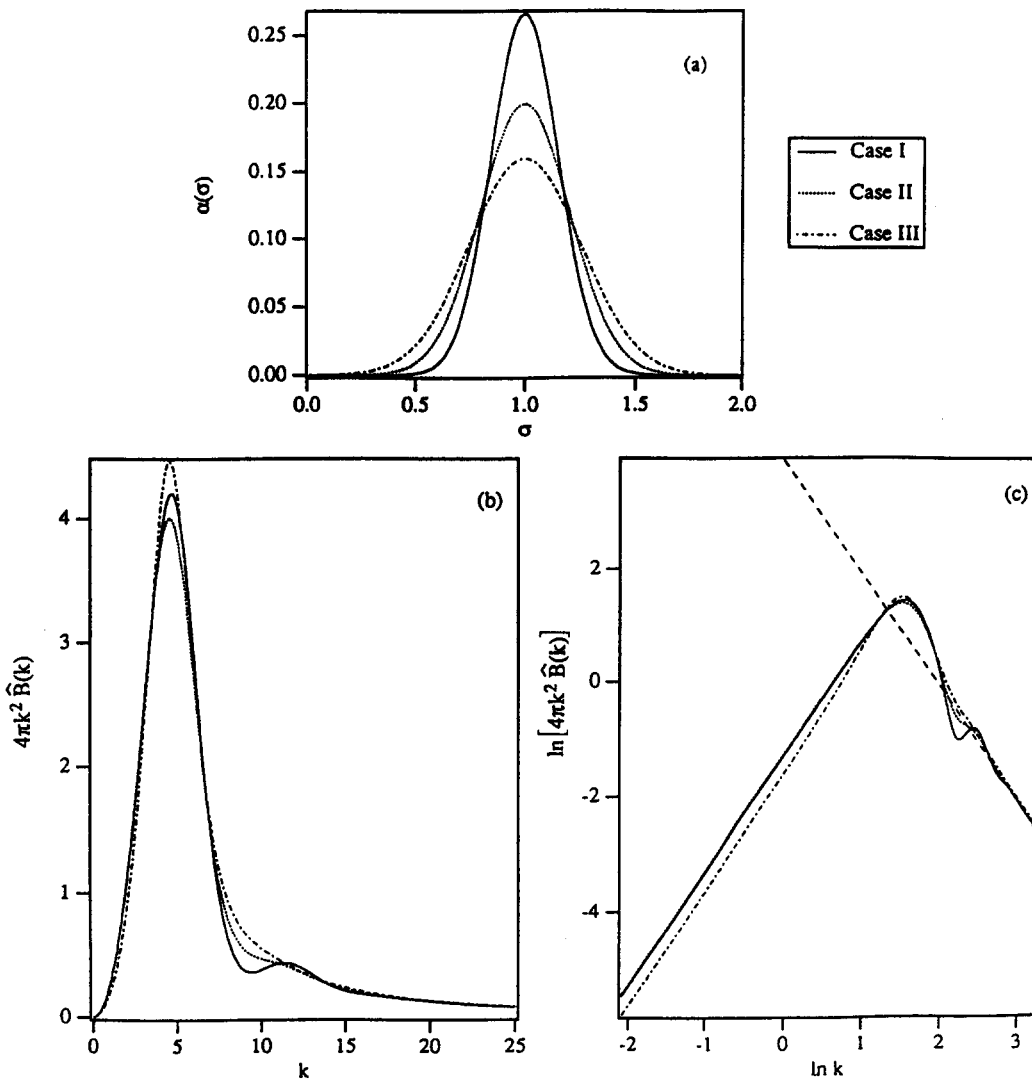 (a)
0.25
0.20
0.15
0.10
0.05
0.00
α(σ)
0.0
0.5
1.0
1.5
2.0
σ
Case I
Case II
Case III
(b)
4
3
2
1
0
4πk² B̂(k)
0
5
10
15
20
25
k
(c)
2
0
-2
-4
ln[4πk² B̂(k)]
-2
-1
0
1
2
3
ln k